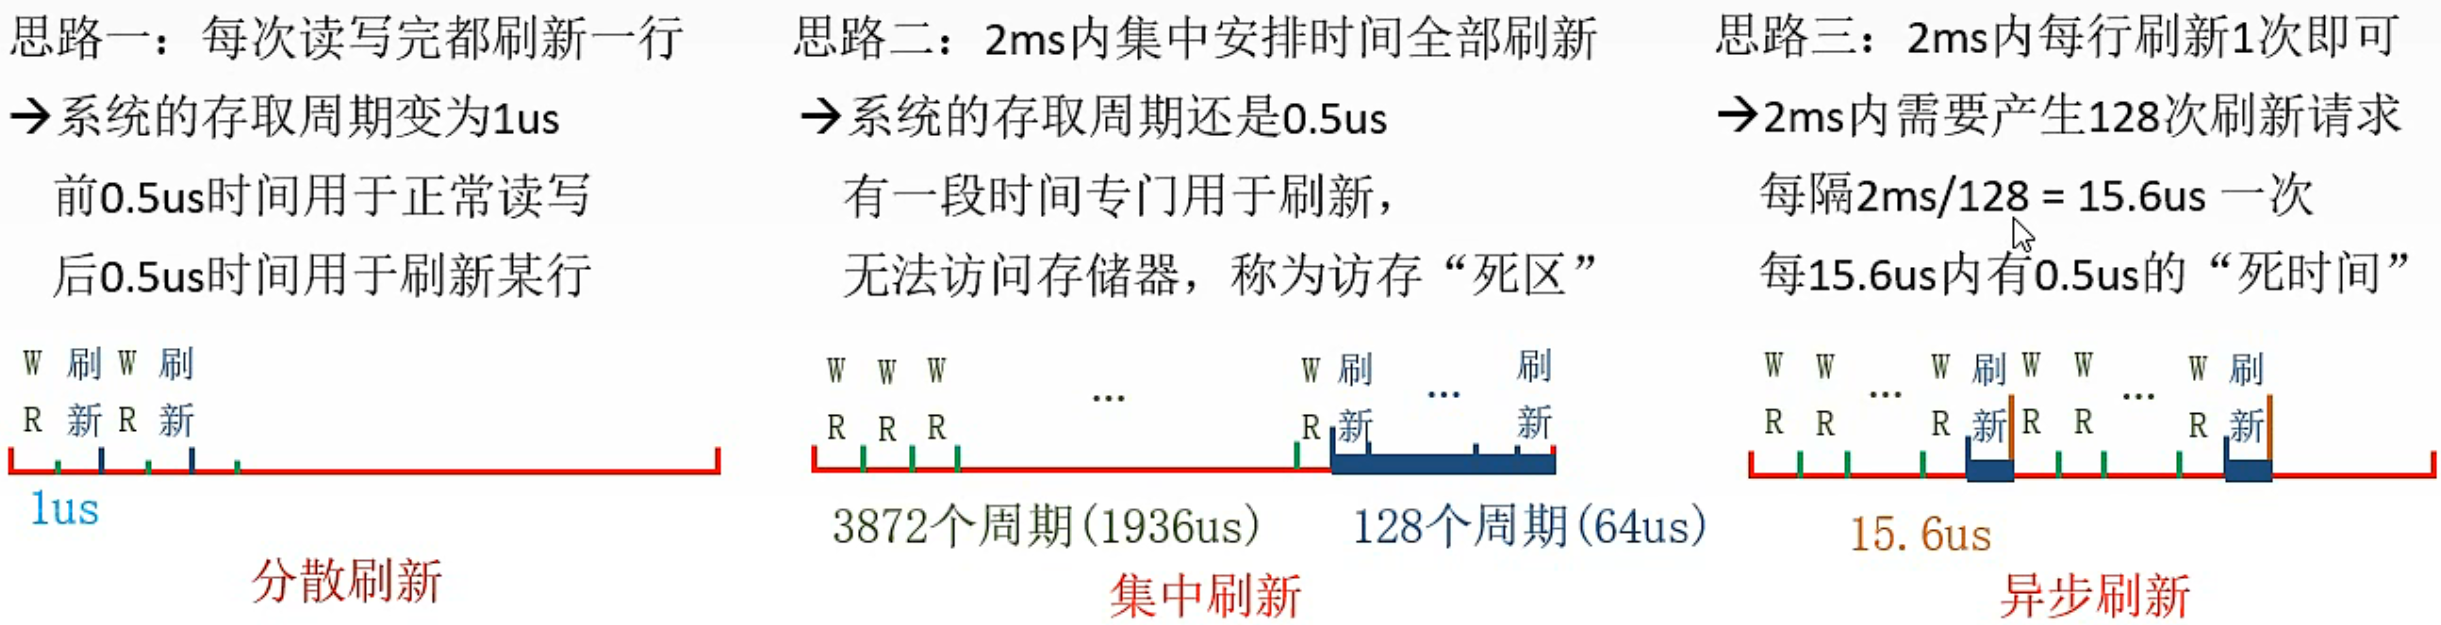 思路一：每次读写完都刷新一行
→系统的存取周期变为1us
前0.5us时间用于正常读写
后0.5us时间用于刷新某行
W 刷 W 刷
R 新 R 新
1us
分散刷新
思路二：2ms内集中安排时间全部刷新
→系统的存取周期还是0.5us
有一段时间专门用于刷新，
无法访问存储器，称为访存“死区”
W W W ... W 刷 ... 刷
R R R R 新 新
3872个周期(1936us) 128个周期(64us)
集中刷新
思路三：2ms内每行刷新1次即可
→2ms内需要产生128次刷新请求
每隔2ms/128 = 15.6us 一次
每15.6us内有0.5us的“死时间”
W W ... W 刷 W W ... W 刷
R R R 新 R R R 新
15.6us
异步刷新